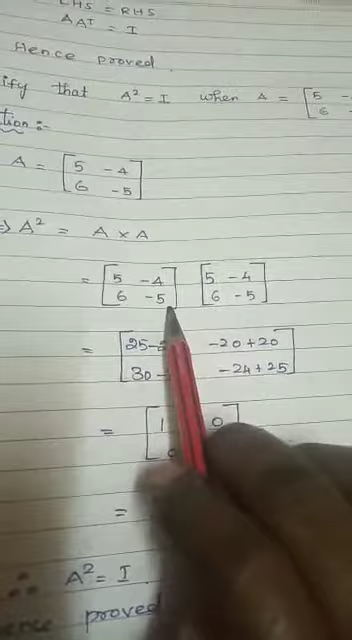 LHS = RHS
AAᵀ = I
Hence proved.
ify that A² = I when A = [5 -
6
tion:-
A = [5 -4
6 -5]
⇒ A² = A × A
= [5 -4 [5 -4
6 -5] 6 -5]
= [25- -20+20
30- -24+25]
= [1 0
=
∴ A² = I
ence proved